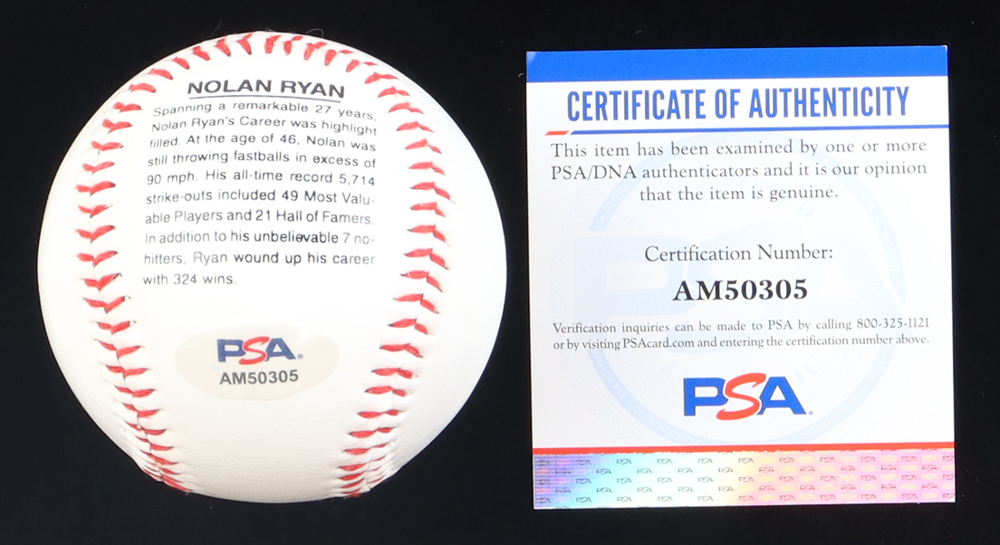 NOLAN RYAN
Spanning a remarkable 27 years,
Nolan Ryan's Career was highlight
filled. At the age of 46, Nolan was
still throwing fastballs in excess of
90 mph. His all-time record 5,714
strike-outs included 49 Most Valu-
able Players and 21 Hall of Famers.
In addition to his unbelievable 7 no-
hitters, Ryan wound up his career
with 324 wins.
PSA.
AM50305
CERTIFICATE OF AUTHENTICITY
This item has been examined by one or more
PSA/DNA authenticators and it is our opinion
that the item is genuine.
Certification Number:
AM50305
Verification inquiries can be made to PSA by calling 800-325-1121
or by visiting PSAcard.com and entering the certification number above.
PSA.